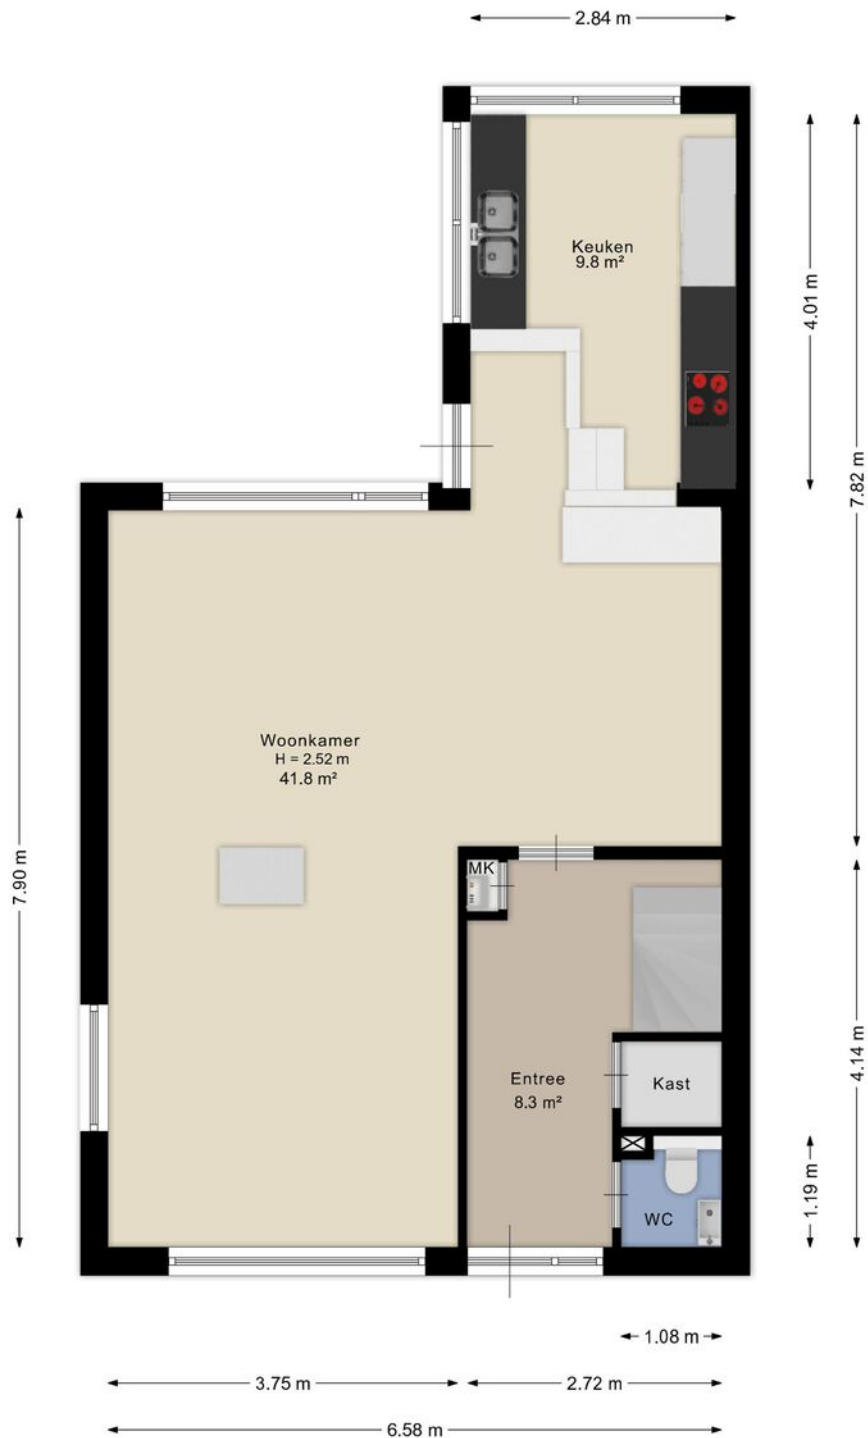 2.84 m
Keuken
9.8 m²
4.01 m
7.82 m
Woonkamer
H = 2.52 m
41.8 m²
7.90 m
MK
Entree
8.3 m²
Kast
4.14 m
WC
1.19 m
1.08 m
3.75 m
2.72 m
6.58 m